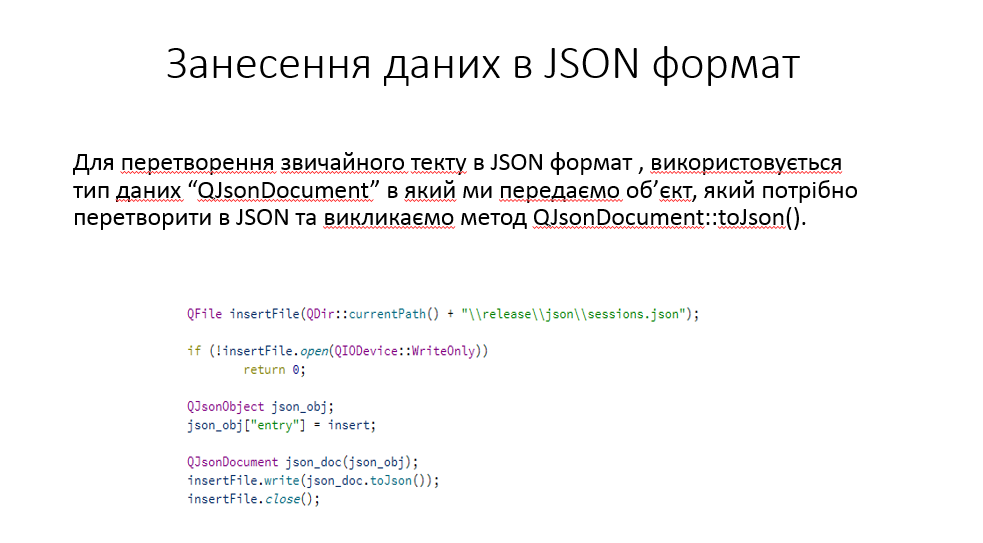 Занесення даних в JSON формат
Для перетворення звичайного текту в JSON формат , використовується
тип даних “QJsonDocument” в який ми передаємо об’єкт, який потрібно
перетворити в JSON та викликаємо метод QJsonDocument::toJson().
QFile insertFile(QDir::currentPath() + "\\release\\json\\sessions.json");
if (!insertFile.open(QIODevice::WriteOnly))
return 0;
QJsonObject json_obj;
json_obj["entry"] = insert;
QJsonDocument json_doc(json_obj);
insertFile.write(json_doc.toJson());
insertFile.close();